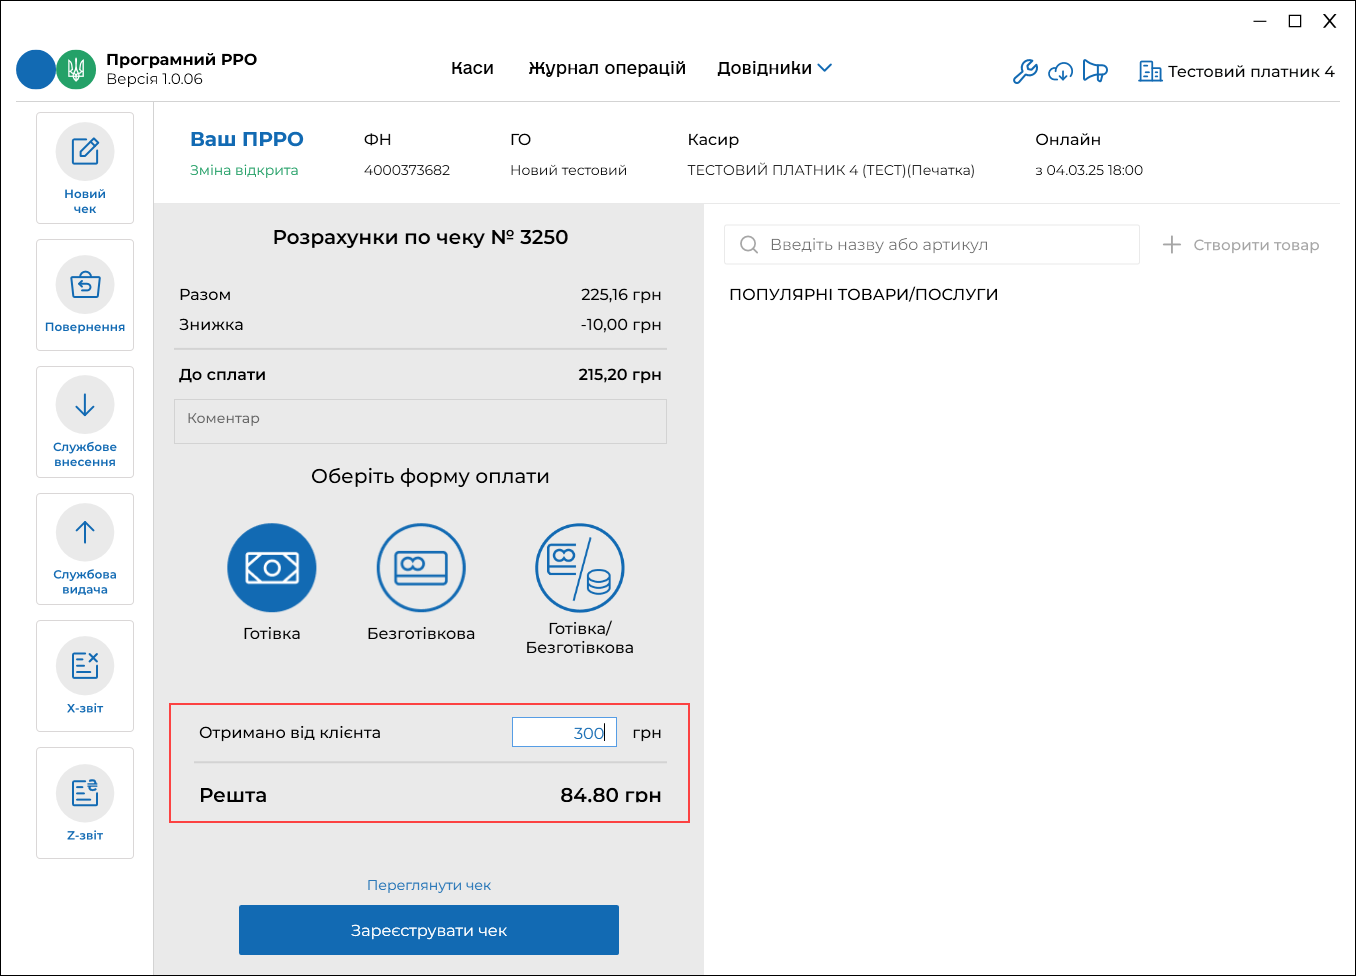 Програмний РРО
Версія 1.0.06
Каси
Журнал операцій
Довідники
Тестовий платник 4
Новий
чек
Повернення
Службове
внесення
Службова
видача
Х-звіт
Z-звіт
Ваш ПРРО
Зміна відкрита
ФН
4000373682
ГО
Новий тестовий
Касир
ТЕСТОВИЙ ПЛАТНИК 4 (ТЕСТ)(Печатка)
Онлайн
з 04.03.25 18:00
Розрахунки по чеку № 3250
Разом 225,16 грн
Знижка -10,00 грн
До сплати 215,20 грн
Коментар
Оберіть форму оплати
Готівка
Безготівкова
Готівка/
Безготівкова
Отримано від клієнта 300 грн
Решта 84.80 грн
Переглянути чек
Зареєструвати чек
Введіть назву або артикул
Створити товар
ПОПУЛЯРНІ ТОВАРИ/ПОСЛУГИ